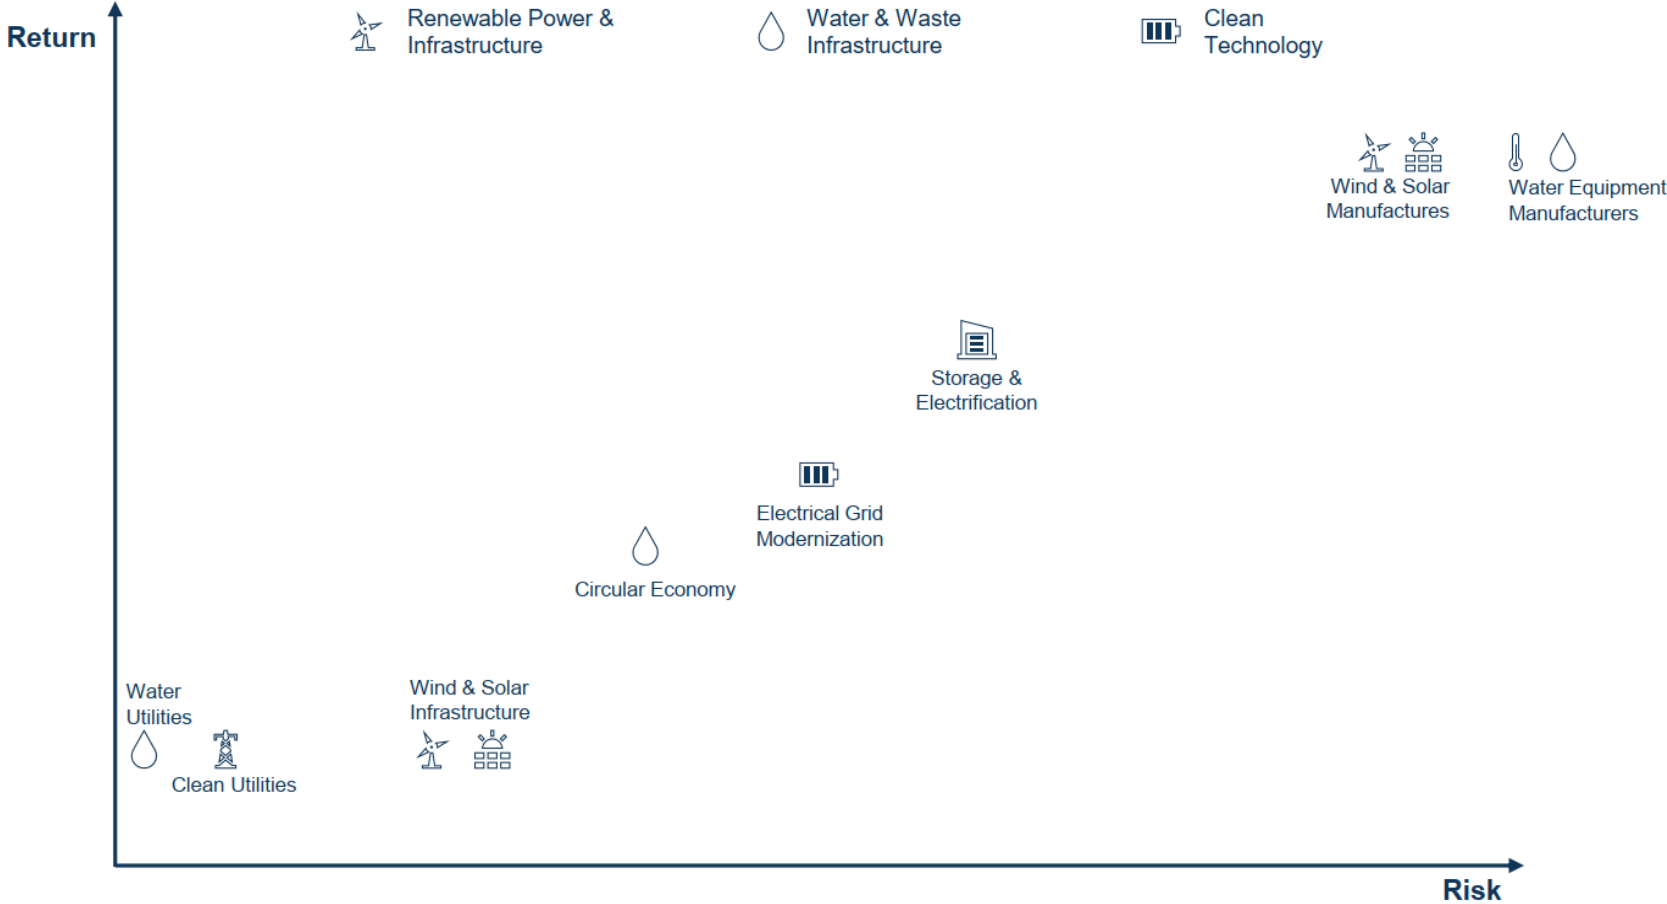 Return
Renewable Power &
Infrastructure
Water & Waste
Infrastructure
Clean
Technology
Wind & Solar
Manufactures
Water Equipment
Manufacturers
Storage &
Electrification
Electrical Grid
Modernization
Circular Economy
Water
Utilities
Clean Utilities
Wind & Solar
Infrastructure
Risk